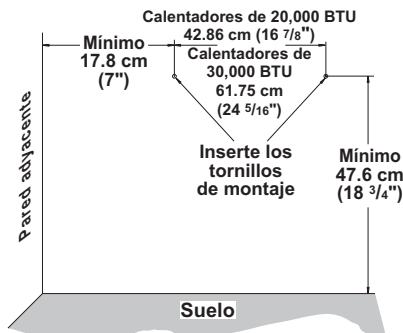 Calentadores de 20,000 BTU
42.86 cm (16 7/8")
Calentadores de
30,000 BTU
61.75 cm
(24 5/16")
Mínimo
17.8 cm
(7")
Inserte los
tornillos
de montaje
Mínimo
47.6 cm
(18 3/4")
Pared adyacente
Suelo